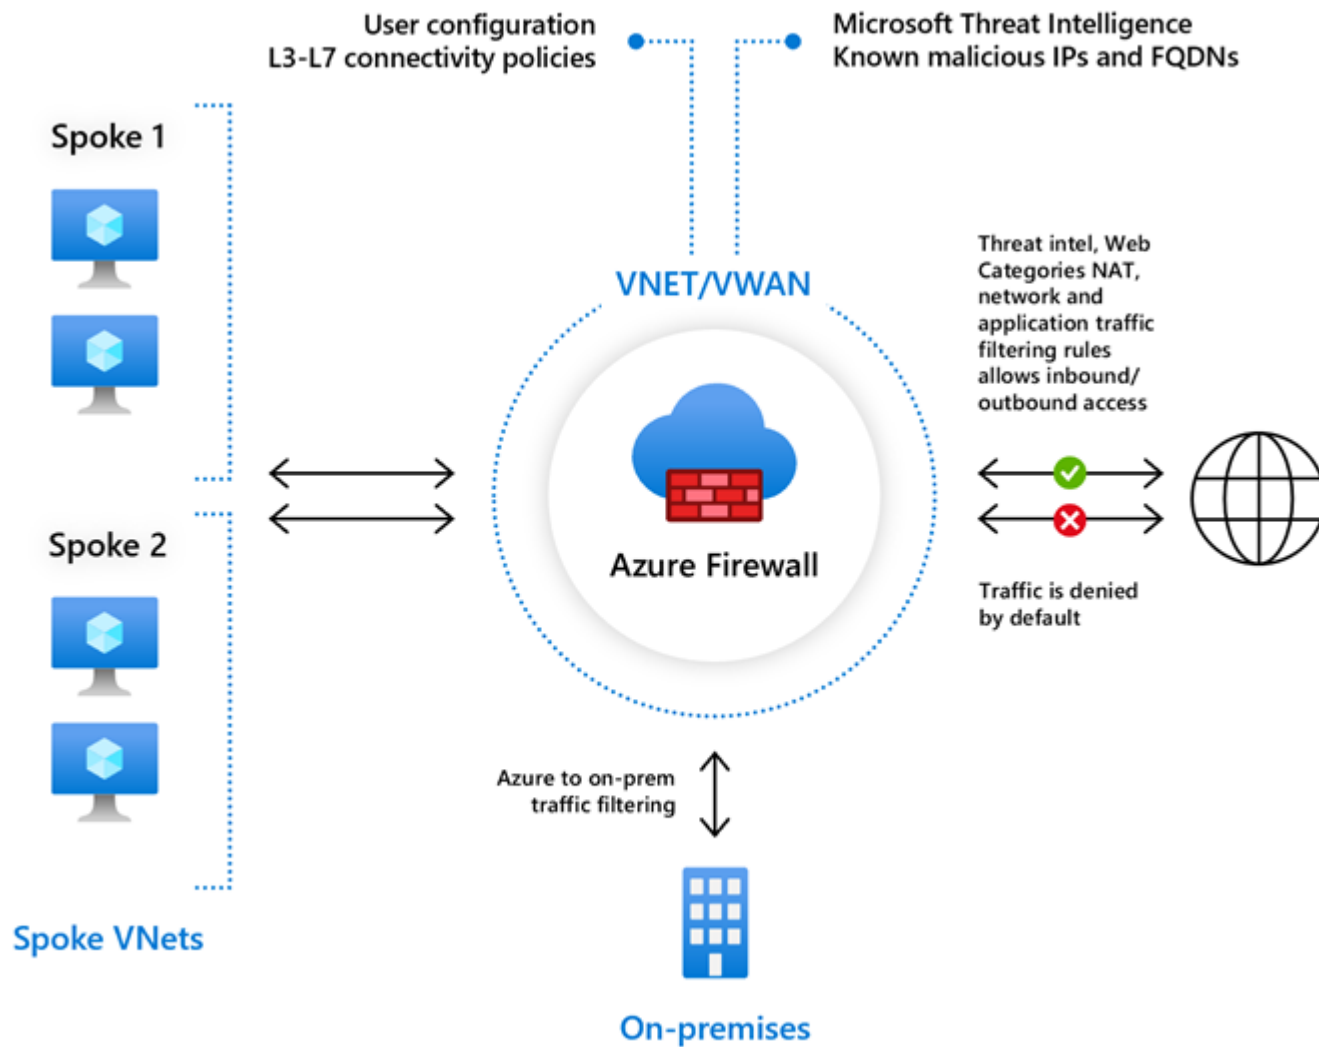 User configuration
L3-L7 connectivity policies
Microsoft Threat Intelligence
Known malicious IPs and FQDNs
Spoke 1
VNET/VWAN
Threat intel, Web
Categories NAT,
network and
application traffic
filtering rules
allows inbound/
outbound access
Azure Firewall
Spoke 2
Traffic is denied
by default
Azure to on-prem
traffic filtering
Spoke VNets
On-premises